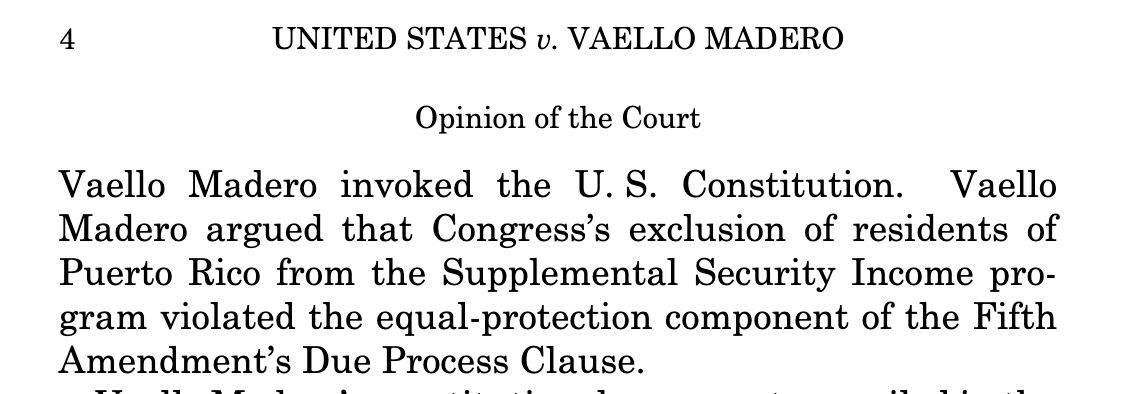 4 UNITED STATES v. VAELLO MADERO
Opinion of the Court
Vaello Madero invoked the U. S. Constitution. Vaello
Madero argued that Congress’s exclusion of residents of
Puerto Rico from the Supplemental Security Income pro-
gram violated the equal-protection component of the Fifth
Amendment’s Due Process Clause.